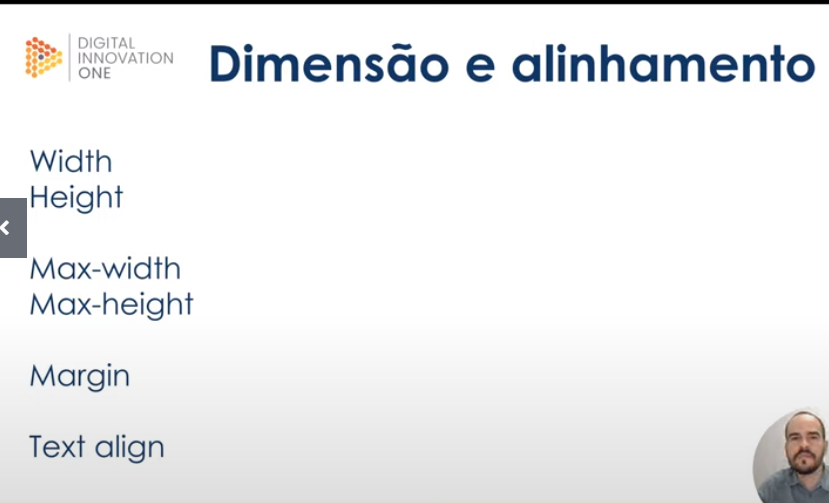 DIGITAL
INNOVATION
ONE
Dimensão e alinhamento
Width
Height
Max-width
Max-height
Margin
Text align